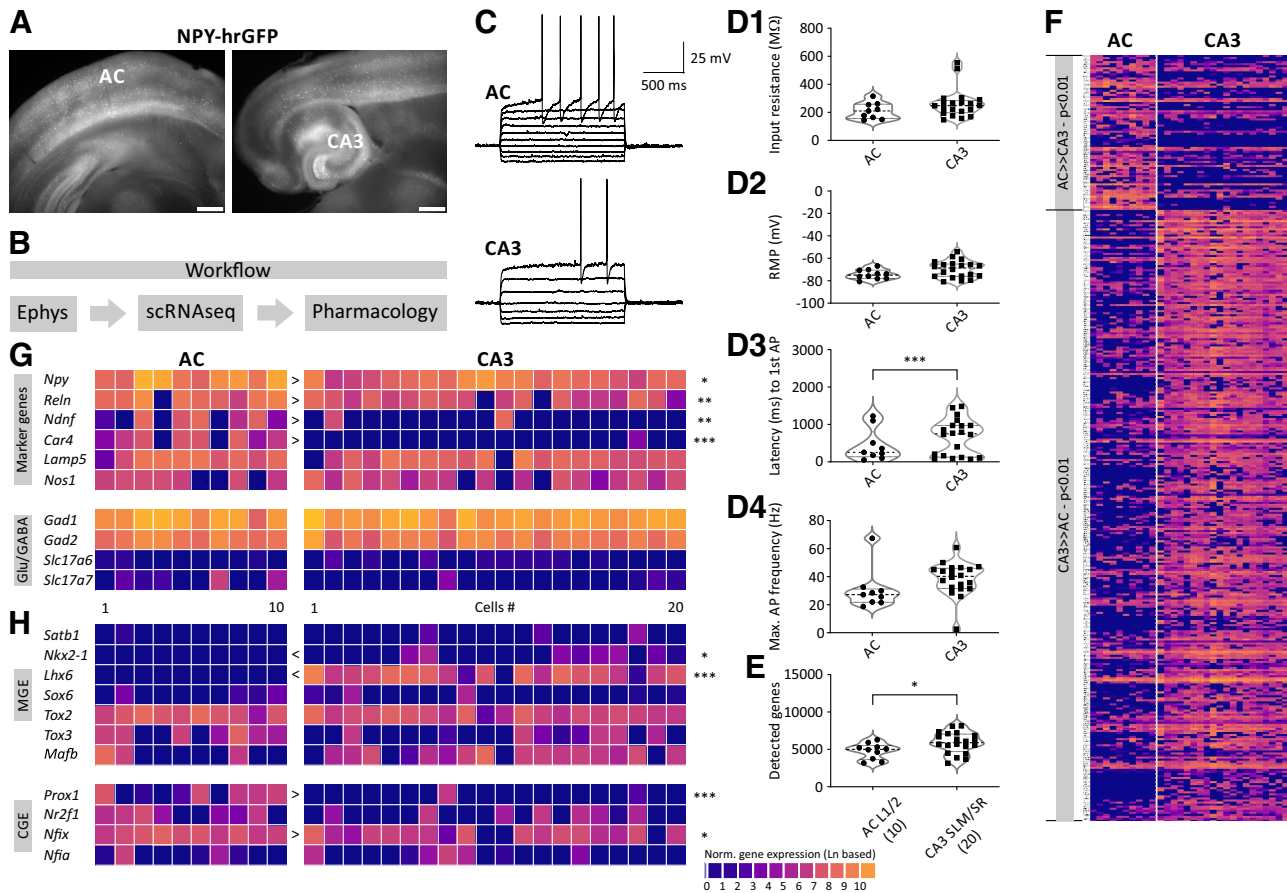 A
NPY-hrGFP
AC
CA3
B
Workflow
Ephys
scRNAseq
Pharmacology
C
25 mV
500 ms
AC
CA3
D1
Input resistance (MΩ)
800
600
400
200
0
AC
CA3
D2
RMP (mV)
0
-20
-40
-60
-80
-100
AC
CA3
D3
Latency (ms) to 1st AP
3000
2000
1000
0
***
AC
CA3
D4
Max. AP frequency (Hz)
80
60
40
20
0
AC
CA3
E
Detected genes
15000
10000
5000
0
*
AC L1/2
(10)
CA3 SLM/SR
(20)
F
AC
CA3
AC>>CA3 - p<0.01
CA3>>AC - p<0.01
G
AC
CA3
Marker genes
Npy > *
Reln > **
Ndnf > **
Car4 > ***
Lamp5
Nos1
Glu/GABA
Gad1
Gad2
Slc17a6
Slc17a7
1 10 1 Cells # 20
H
MGE
Satb1
Nkx2-1 < *
Lhx6 < ***
Sox6
Tox2
Tox3
Mafb
CGE
Prox1 > ***
Nr2f1
Nfix > *
Nfia
Norm. gene expression (Ln based)
0 1 2 3 4 5 6 7 8 9 10